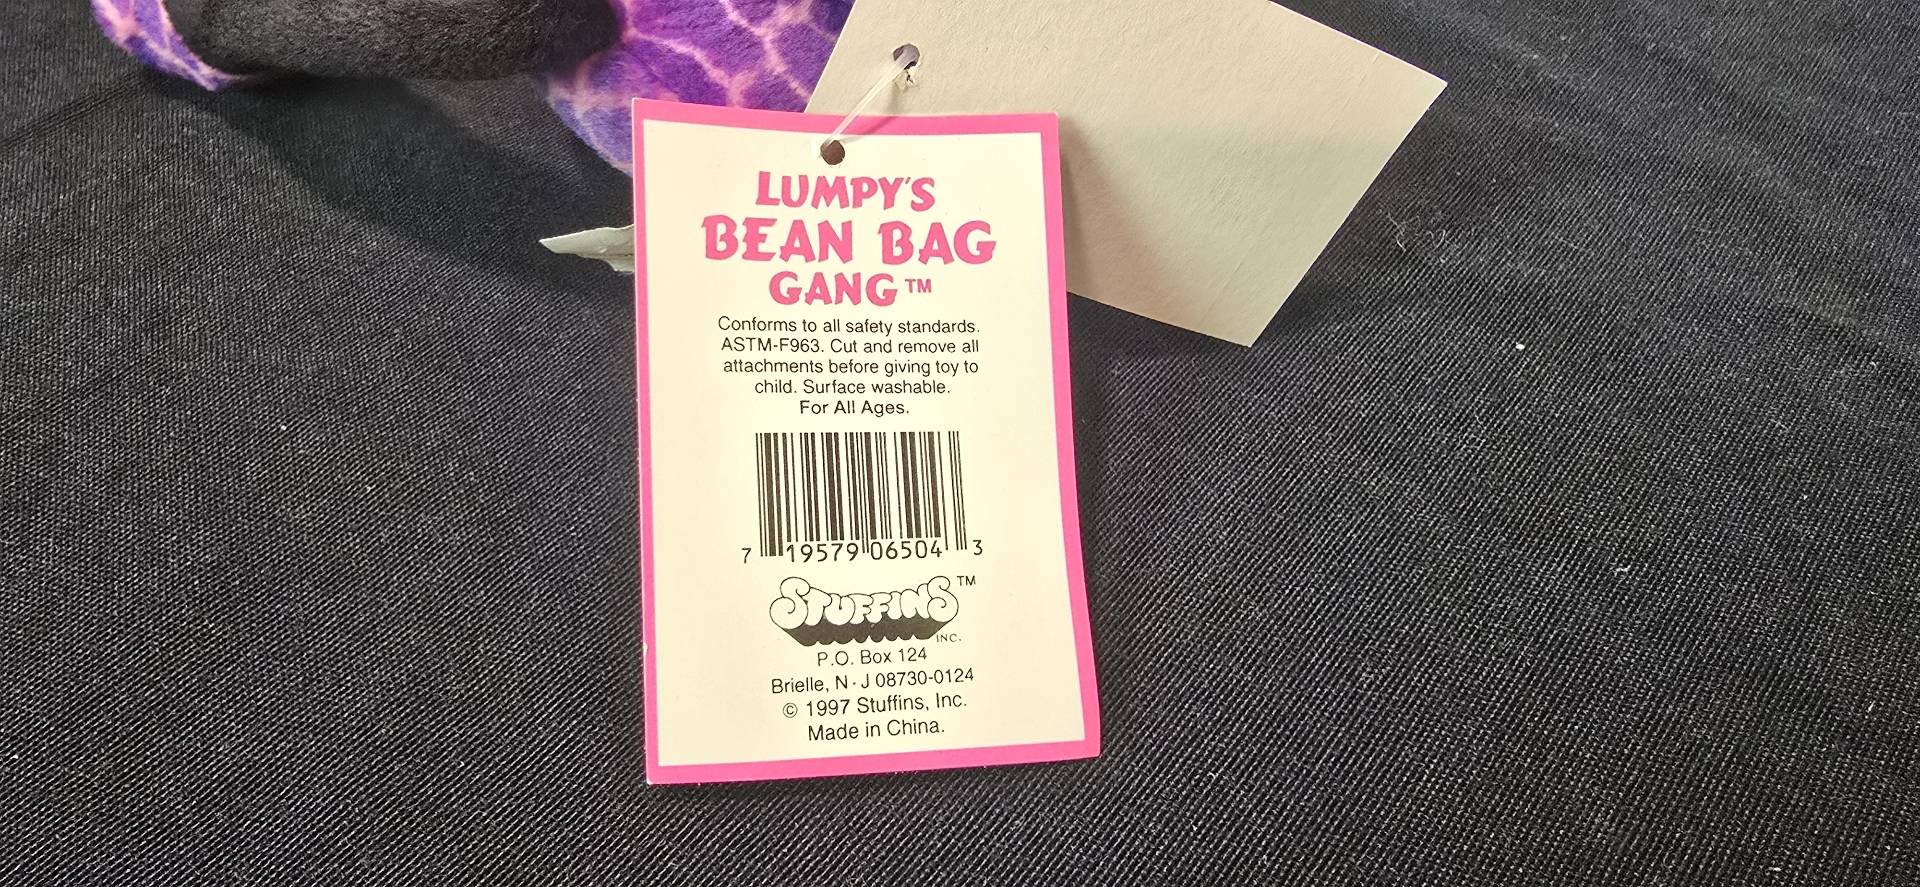 LUMPY'S
BEAN BAG
GANG™
Conforms to all safety standards.
ASTM-F963. Cut and remove all
attachments before giving toy to
child. Surface washable.
For All Ages.
7 19579 06504 3
STUFFINS™
INC.
P.O. Box 124
Brielle, N·J 08730-0124
© 1997 Stuffins, Inc.
Made in China.